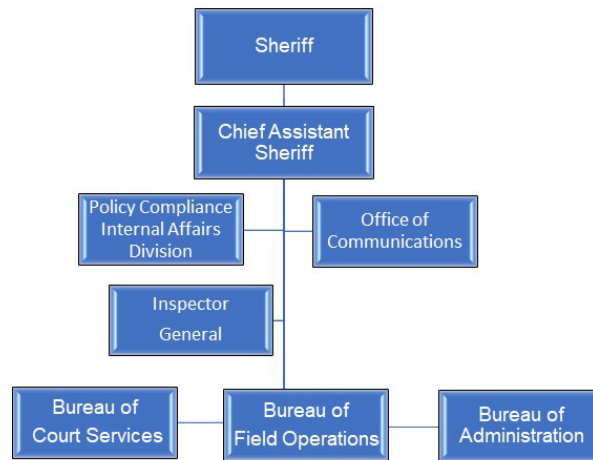 Sheriff
Chief Assistant
Sheriff
Policy Compliance
Internal Affairs
Division
Office of
Communications
Inspector
General
Bureau of
Court Services
Bureau of
Field Operations
Bureau of
Administration